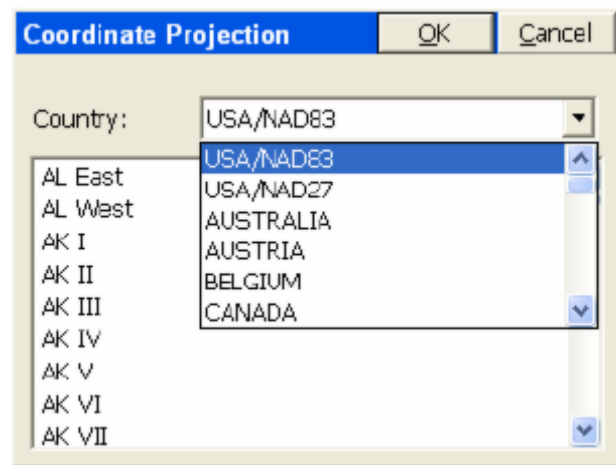 Coordinate Projection OK Cancel
Country: USA/NAD83
USA/NAD83
USA/NAD27
AUSTRALIA
AUSTRIA
BELGIUM
CANADA
AL East
AL West
AK I
AK II
AK III
AK IV
AK V
AK VI
AK VII